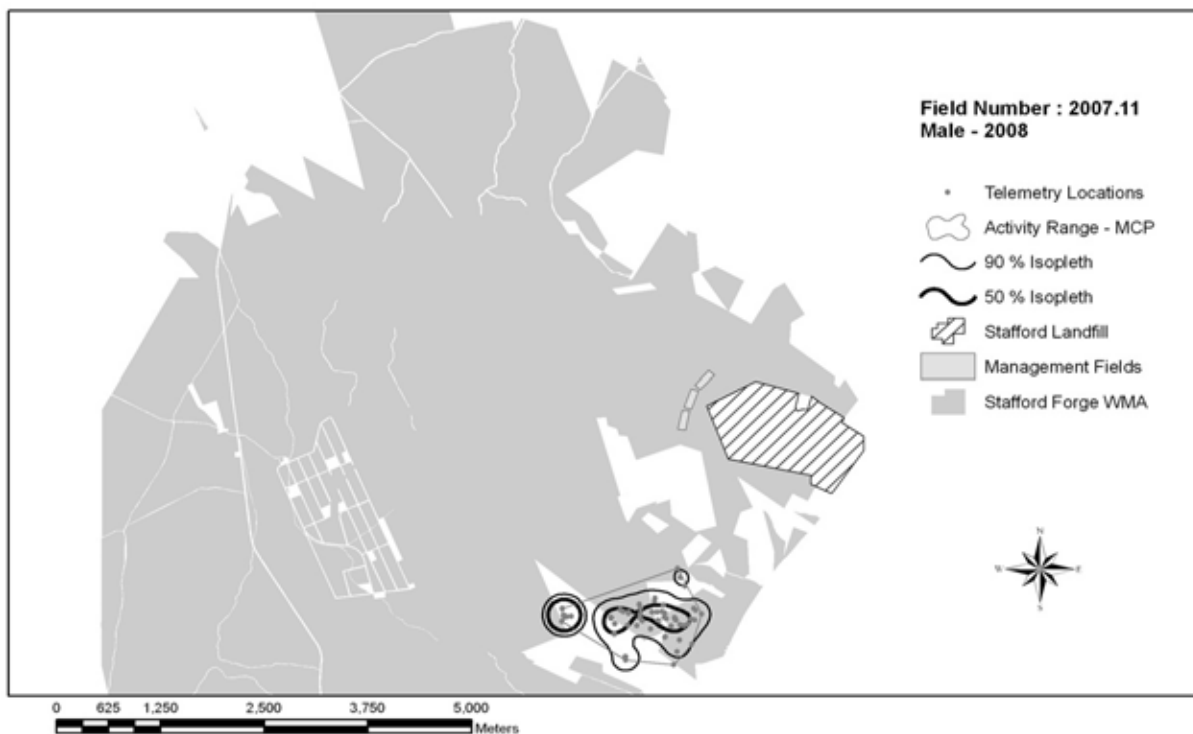 Field Number : 2007.11
Male - 2008
Telemetry Locations
Activity Range - MCP
90 % Isopleth
50 % Isopleth
Stafford Landfill
Management Fields
Stafford Forge WMA
N
W E
S
0 625 1,250 2,500 3,750 5,000
Meters